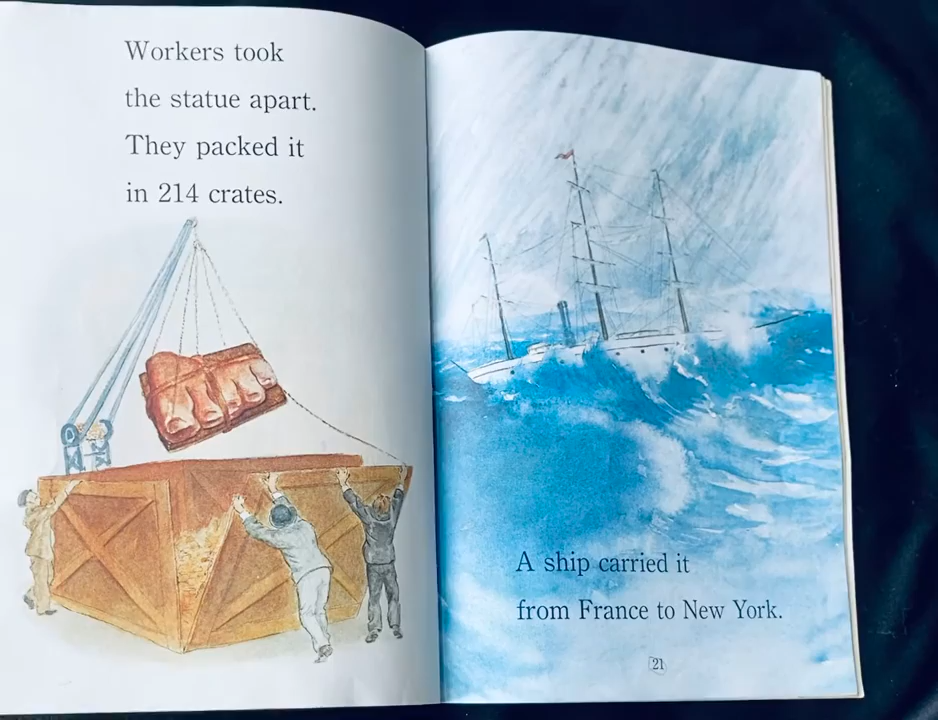 Workers took
the statue apart.
They packed it
in 214 crates.
A ship carried it
from France to New York.
21